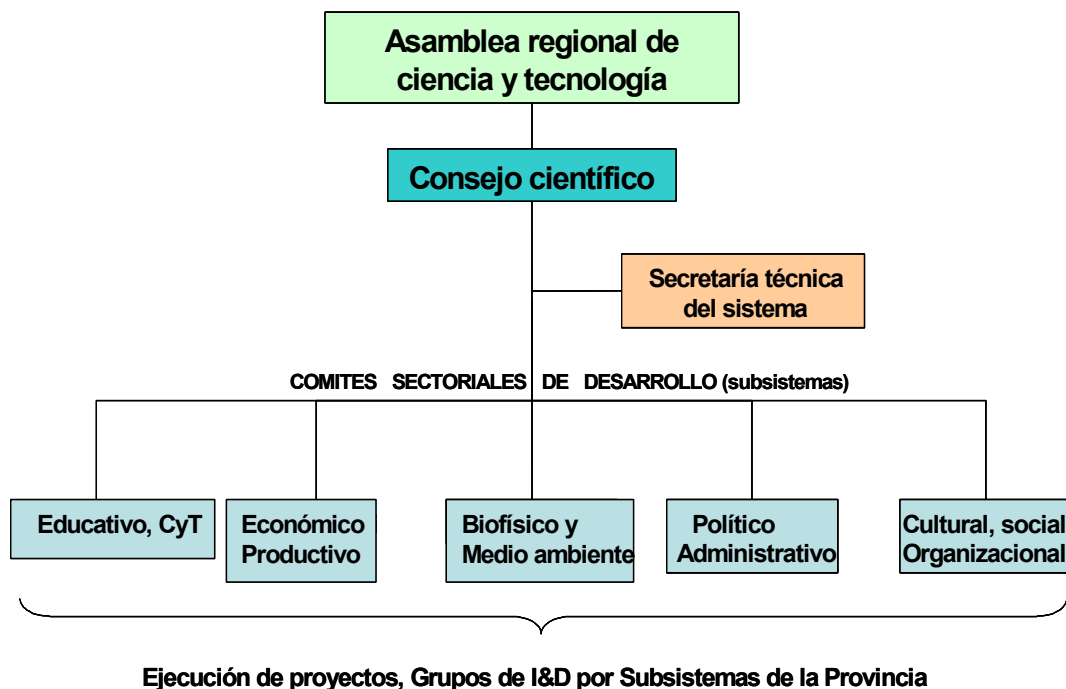 Asamblea regional de
ciencia y tecnología
Consejo científico
Secretaría técnica
del sistema
COMITES SECTORIALES DE DESARROLLO (subsistemas)
Educativo, CyT
Económico
Productivo
Biofísico y
Medio ambiente
Político
Administrativo
Cultural, social
Organizacional
Ejecución de proyectos, Grupos de I&D por Subsistemas de la Provincia